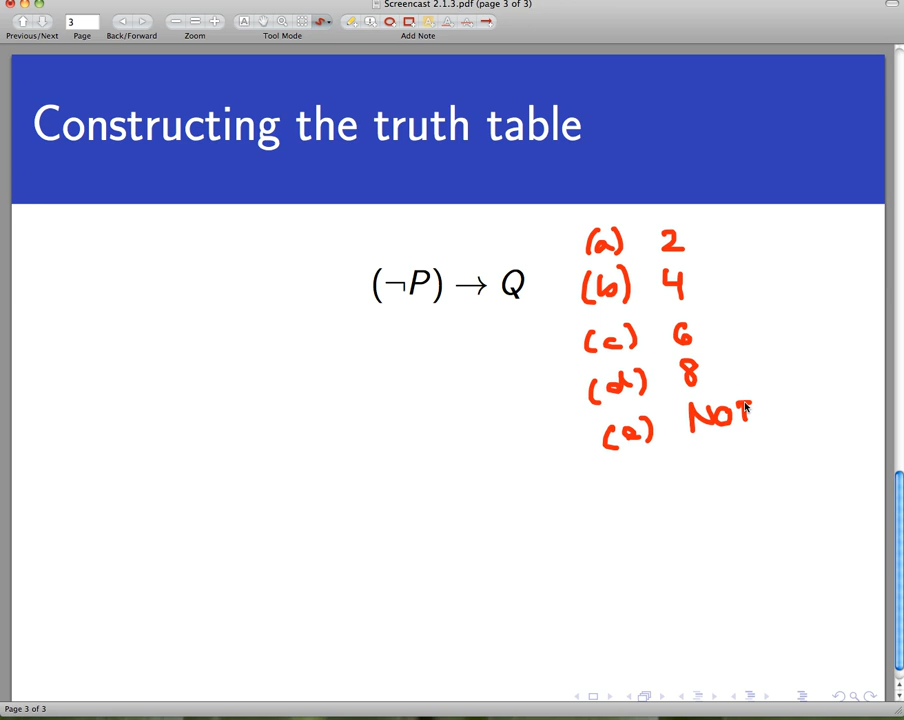 Screencast 2.1.3.pdf (page 3 of 3)
3
Previous/Next Page Back/Forward Zoom Tool Mode Add Note
Constructing the truth table
(¬P) → Q
(a) 2
(b) 4
(c) 6
(d) 8
(e) NOT
Page 3 of 3